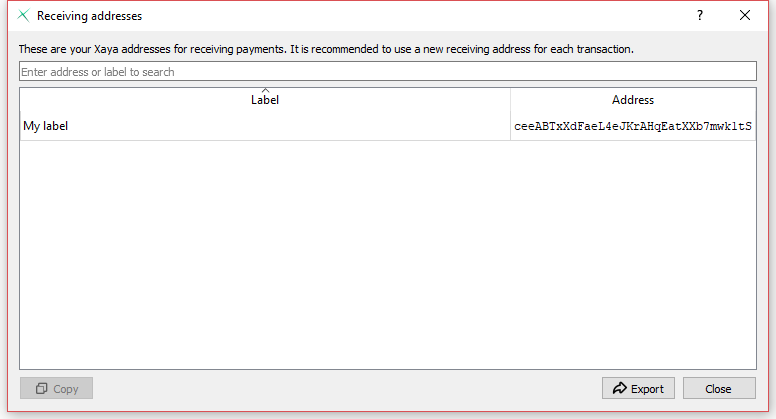 Receiving addresses
?
These are your Xaya addresses for receiving payments. It is recommended to use a new receiving address for each transaction.
Enter address or label to search
Label Address
My label ceeABTxXdFaeL4eJKrAHqEatXXb7mwkltS
Copy Export Close